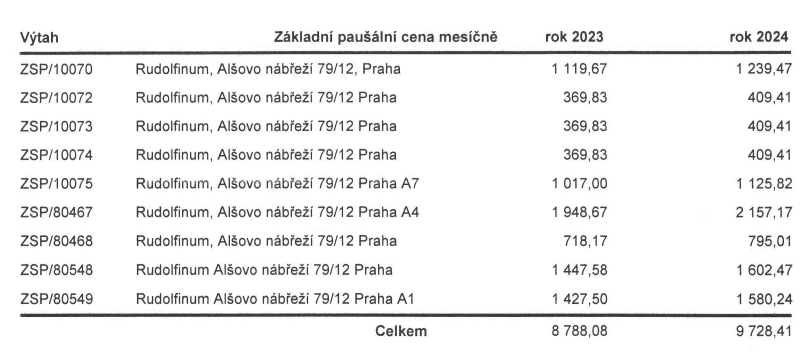 Výtah Základní paušální cena mesíčně rok 2023 rok 2024
ZSP/10070 Rudolfinum, Alšovo nábřeží 79/12, Praha 1 119,67 1 239,47
ZSP/10072 Rudolfinum, Alšovo nábřeží 79/12 Praha 369,83 409,41
ZSP/10073 Rudolfinum, Alšovo nábřeží 79/12 Praha 369,83 409,41
ZSP/10074 Rudolfinum, Alšovo nábřeží 79/12 Praha 369,83 409,41
ZSP/10075 Rudolfinum, Alšovo nábřeží 79/12 Praha A7 1 017,00 1 125,82
ZSP/80467 Rudolfinum, Alšovo nábřeží 79/12 Praha A4 1 948,67 2 157,17
ZSP/80468 Rudolfinum, Alšovo nábřeží 79/12 Praha 718,17 795,01
ZSP/80548 Rudolfinum Alšovo nábřeží 79/12 Praha 1 447,58 1 602,47
ZSP/80549 Rudolfinum Alšovo nábřeží 79/12 Praha A1 1 427,50 1 580,24
Celkem 8 788,08 9 728,41